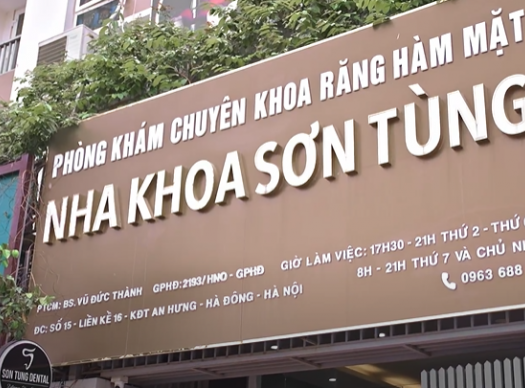 PHÒNG KHÁM CHUYÊN KHOA RĂNG HÀM MẶT
NHA KHOA SƠN TÙNG
PTCM: BS. VŨ ĐỨC THÀNH GPHĐ: 2193/HNO - GPHĐ
ĐC: SỐ 15 - LIỀN KỀ 16 - KĐT AN HƯNG - HÀ ĐÔNG - HÀ NỘI
GIỜ LÀM VIỆC: 17H30 - 21H THỨ 2 - THỨ
8H - 21H THỨ 7 VÀ CHỦ
0963 688
SON TUNG DENTAL